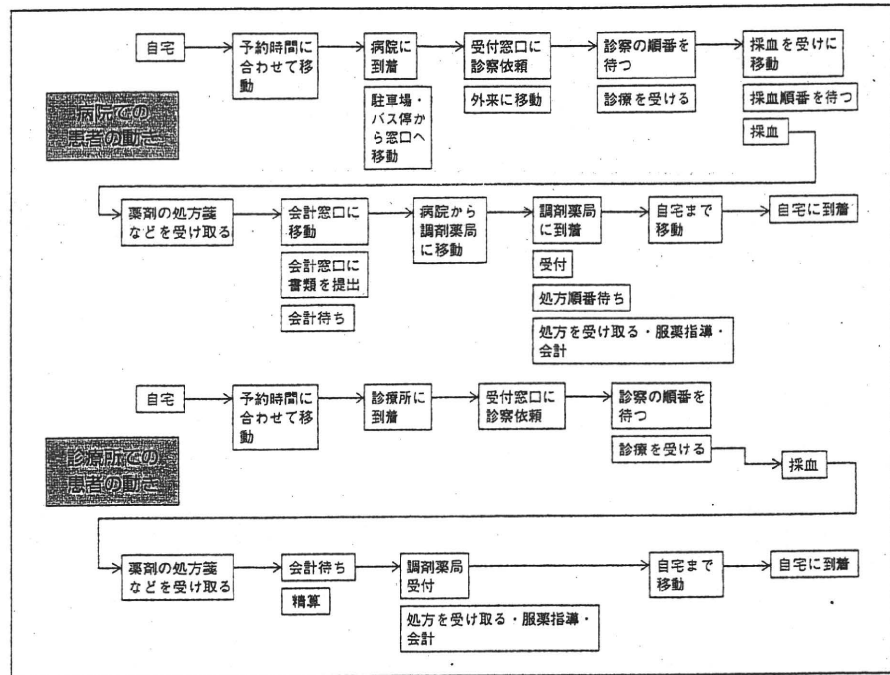 自宅
予約時間に
合わせて移
動
病院に
到着
駐車場・
バス停か
ら窓口へ
移動
受付窓口に
診察依頼
外来に移動
診察の順番を
待つ
診療を受ける
採血を受けに
移動
採血順番を待つ
採血
病院での
患者の動き
薬剤の処方箋
などを受け取る
会計窓口に
移動
会計窓口に
書類を提出
会計待ち
病院から
調剤薬局
に移動
調剤薬局
に到着
受付
処方順番待ち
処方を受け取る・服薬指導・
会計
自宅まで
移動
自宅に到着
自宅
予約時間に
合わせて移
動
診療所に
到着
受付窓口に
診察依頼
診察の順番を
待つ
診療を受ける
採血
診療所での
患者の動き
薬剤の処方箋
などを受け取る
会計待ち
精算
調剤薬局
受付
処方を受け取る・服薬指導・
会計
自宅まで
移動
自宅に到着